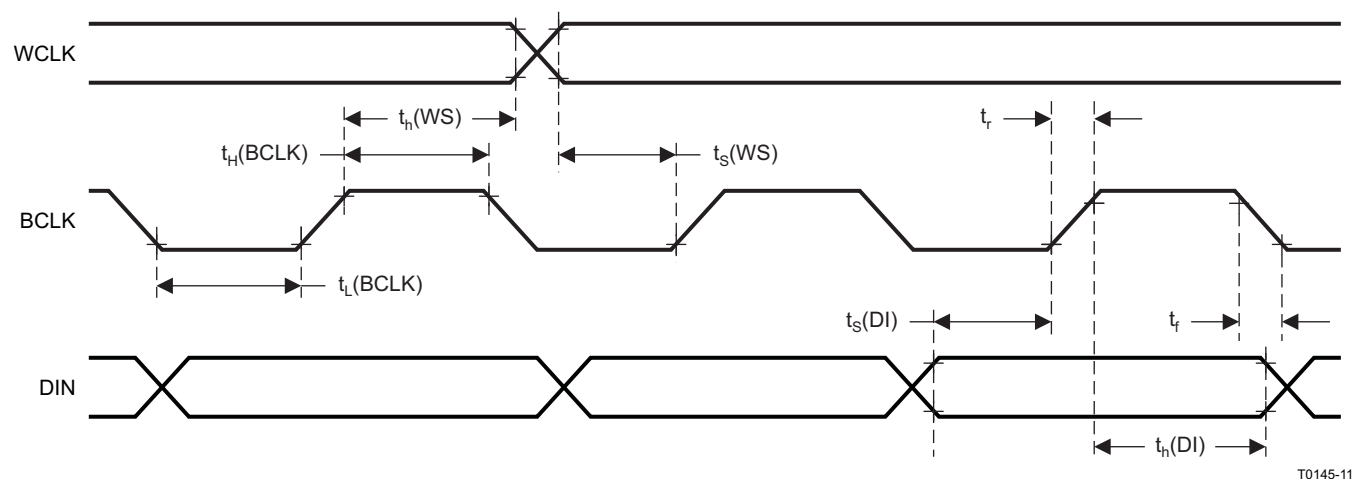 WCLK
t_h(WS)
t_r
t_H(BCLK)
t_S(WS)
BCLK
t_L(BCLK)
t_S(DI)
t_f
DIN
t_h(DI)
T0145-11